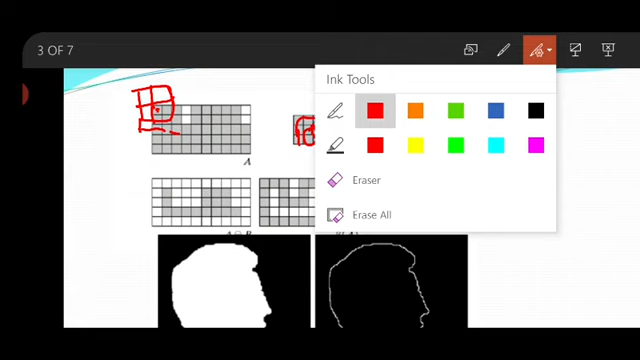 3 OF 7
Ink Tools
A
Eraser
Erase All